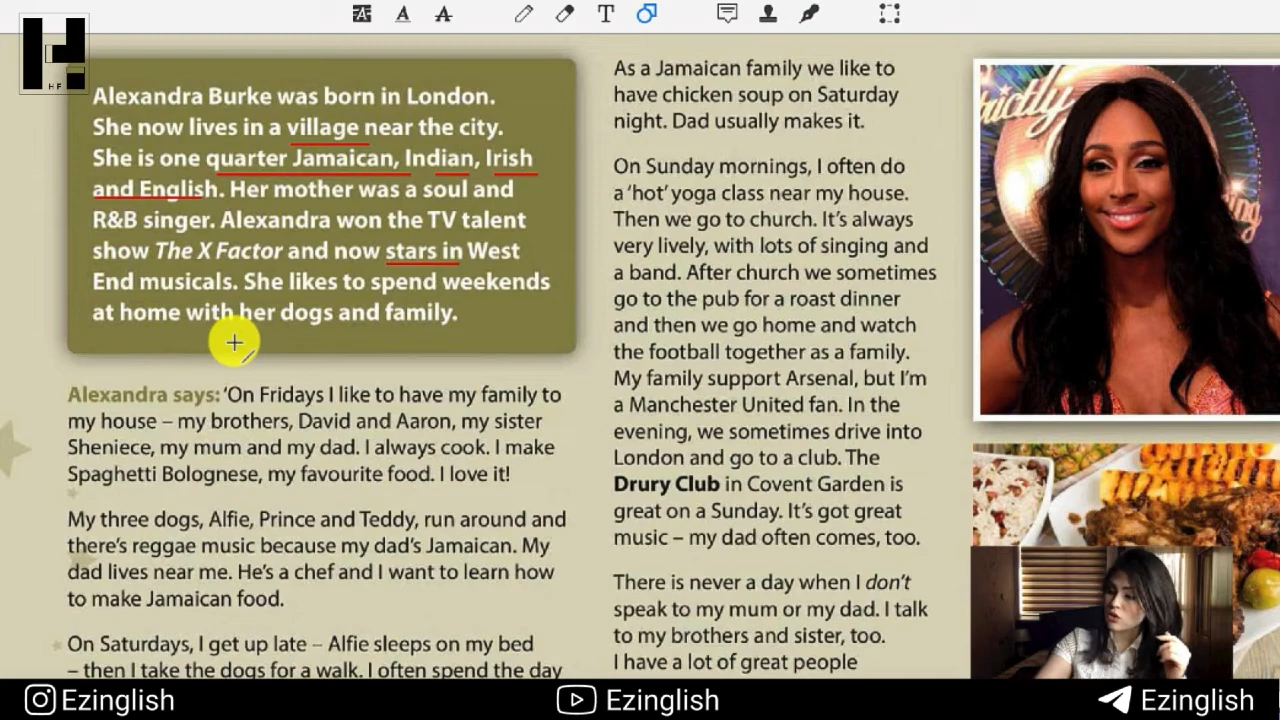 HF
Alexandra Burke was born in London.
She now lives in a village near the city.
She is one quarter Jamaican, Indian, Irish
and English. Her mother was a soul and
R&B singer. Alexandra won the TV talent
show The X Factor and now stars in West
End musicals. She likes to spend weekends
at home with her dogs and family.
Alexandra says: ‘On Fridays I like to have my family to
my house – my brothers, David and Aaron, my sister
Sheniece, my mum and my dad. I always cook. I make
Spaghetti Bolognese, my favourite food. I love it!
My three dogs, Alfie, Prince and Teddy, run around and
there’s reggae music because my dad’s Jamaican. My
dad lives near me. He’s a chef and I want to learn how
to make Jamaican food.
On Saturdays, I get up late – Alfie sleeps on my bed
– then I take the dogs for a walk. I often spend the day
As a Jamaican family we like to
have chicken soup on Saturday
night. Dad usually makes it.
On Sunday mornings, I often do
a ‘hot’ yoga class near my house.
Then we go to church. It’s always
very lively, with lots of singing and
a band. After church we sometimes
go to the pub for a roast dinner
and then we go home and watch
the football together as a family.
My family support Arsenal, but I’m
a Manchester United fan. In the
evening, we sometimes drive into
London and go to a club. The
Drury Club in Covent Garden is
great on a Sunday. It’s got great
music – my dad often comes, too.
There is never a day when I don’t
speak to my mum or my dad. I talk
to my brothers and sister, too.
I have a lot of great people
Ezinglish
Ezinglish
Ezinglish